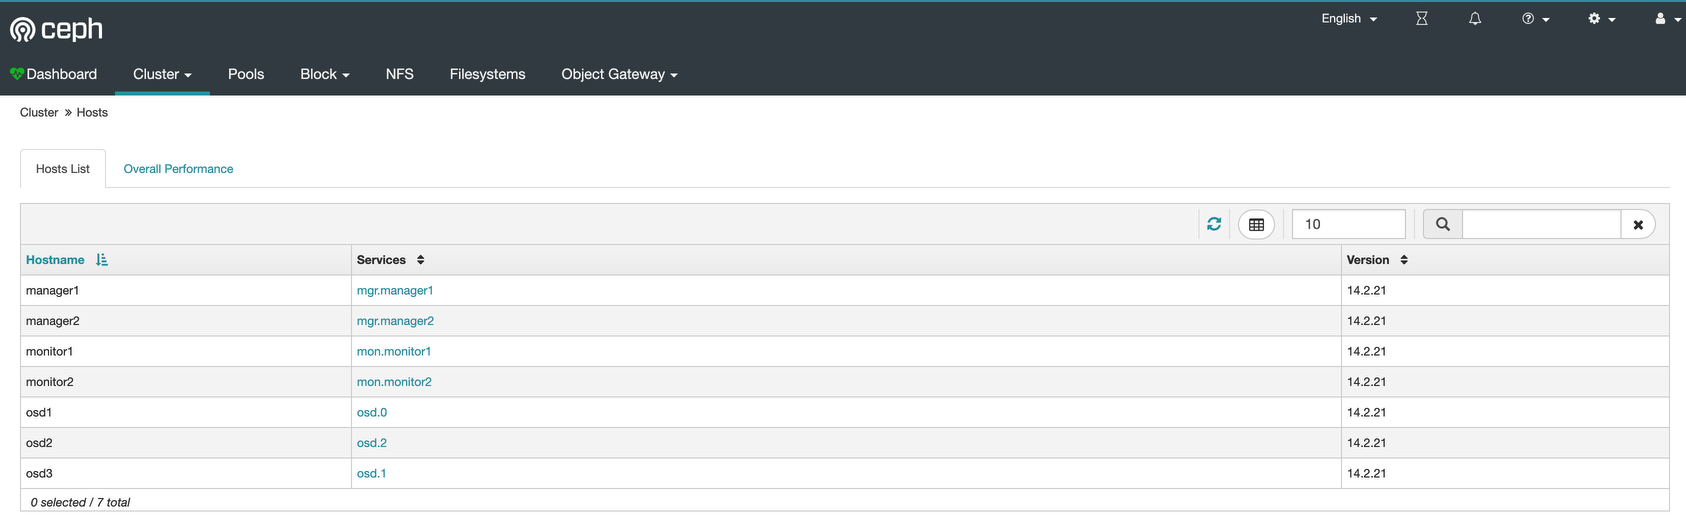 English
ceph
Dashboard Cluster Pools Block NFS Filesystems Object Gateway
Cluster » Hosts
Hosts List Overall Performance
10
Hostname Services Version
manager1 mgr.manager1 14.2.21
manager2 mgr.manager2 14.2.21
monitor1 mon.monitor1 14.2.21
monitor2 mon.monitor2 14.2.21
osd1 osd.0 14.2.21
osd2 osd.2 14.2.21
osd3 osd.1 14.2.21
0 selected / 7 total